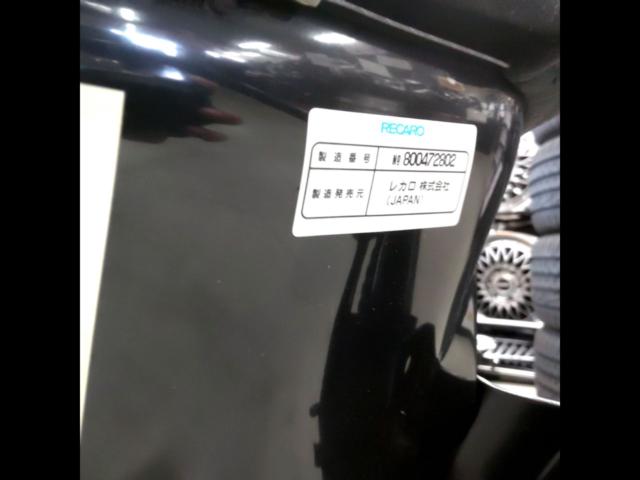 RECARO
製造番号 № 800472802
製造発売元 レカロ 株式会社
(JAPAN)